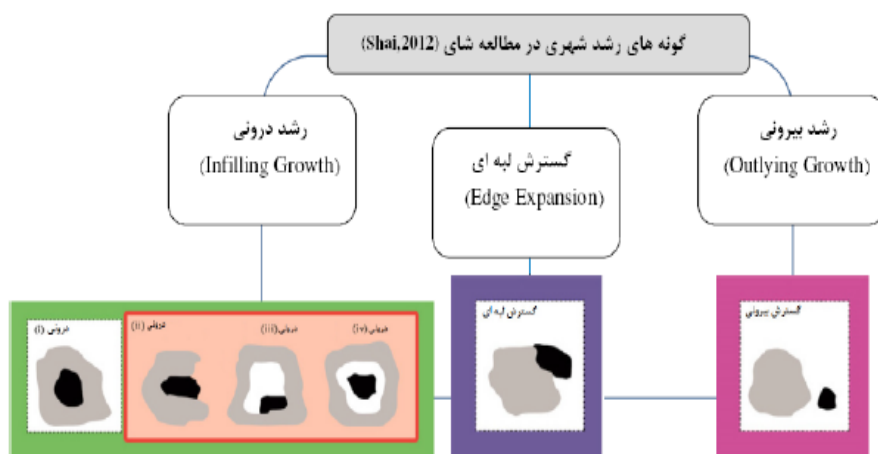 گونه های رشد شهری در مطالعه شای (Shai,2012)
رشد بیرونی
(Outlying Growth)
گسترش لبه ای
(Edge Expansion)
رشد درونی
(Infilling Growth)
گسترش بیرونی
گسترش لبه ای
درونی (i)
درونی (ii)
درونی (iii)
درونی (iv)